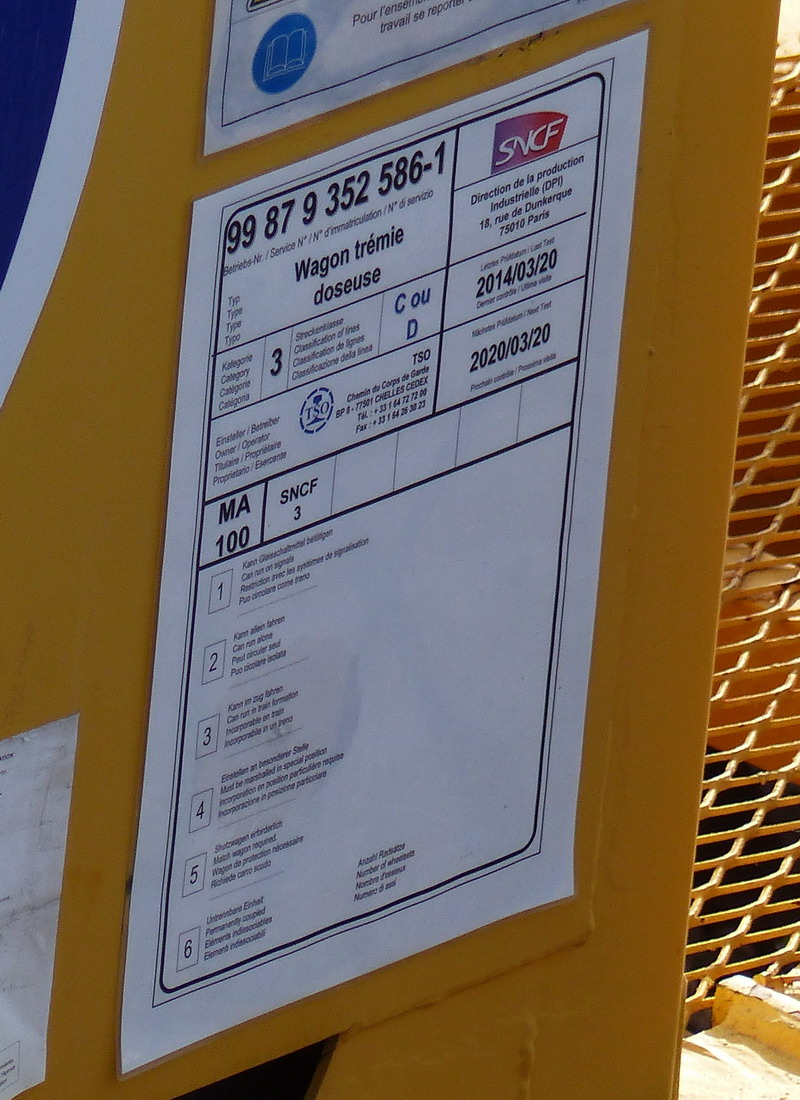 Pour l'ensem
travail se reporter
99 87 9 352 586-1
Betriebs-Nr. / Service N° / N° d'immatriculation / N° di servizio
Typ
Type
Type
Typo
Wagon trémie
doseuse
SNCF
Direction de la production
Industrielle (DPI)
18, rue de Dunkerque
75010 Paris
Letztes Prüfdatum / Last Test
2014/03/20
Dernier contrôle / Ultima visita
Nächstes Prüfdatum / Next Test
2020/03/20
Prochain contrôle / Prossima visita
Kategorie
Category
Catégorie
Categoria
3
Streckenklasse
Classification of lines
Classification de lignes
Classificazione della linea
C ou
D
Einsteller / Betreiber
Owner / Operator
Titulaire / Propriétaire
Proprietario / Esercente
TSO
TSO
Chemin du Corps de Garde
BP 8 - 77501 CHELLES CEDEX
Tél. : + 33 1 64 72 72 00
Fax : + 33 1 64 26 30 23
MA
100
SNCF
3
1
Kann Gleisschaltmittel betätigen
Can run on signals
Restriction avec les systèmes de signalisation
Puo circolare come treno
2
Kann allein fahren
Can run alone
Peut circuler seul
Puo cicolare isolata
3
Kann im zug fahren
Can run in train formation
Incorporable en train
Incorporabile in un treno
4
Einstellen an besonderer Stelle
Must be marshalled in special position
Incorporation en position particulière requise
Incorporazione in posizione particolare
5
Shutzwagen erforderlich
Match wagon required.
Wagon de protection nécessaire
Richiede carro scudo
6
Untrennbare Einheit
Permanently coupled
Eléments indissociables
Elementi indissociabili
Anzahl Radsätze
Number of wheelsets
Nombre d'essieux
Numero di assi